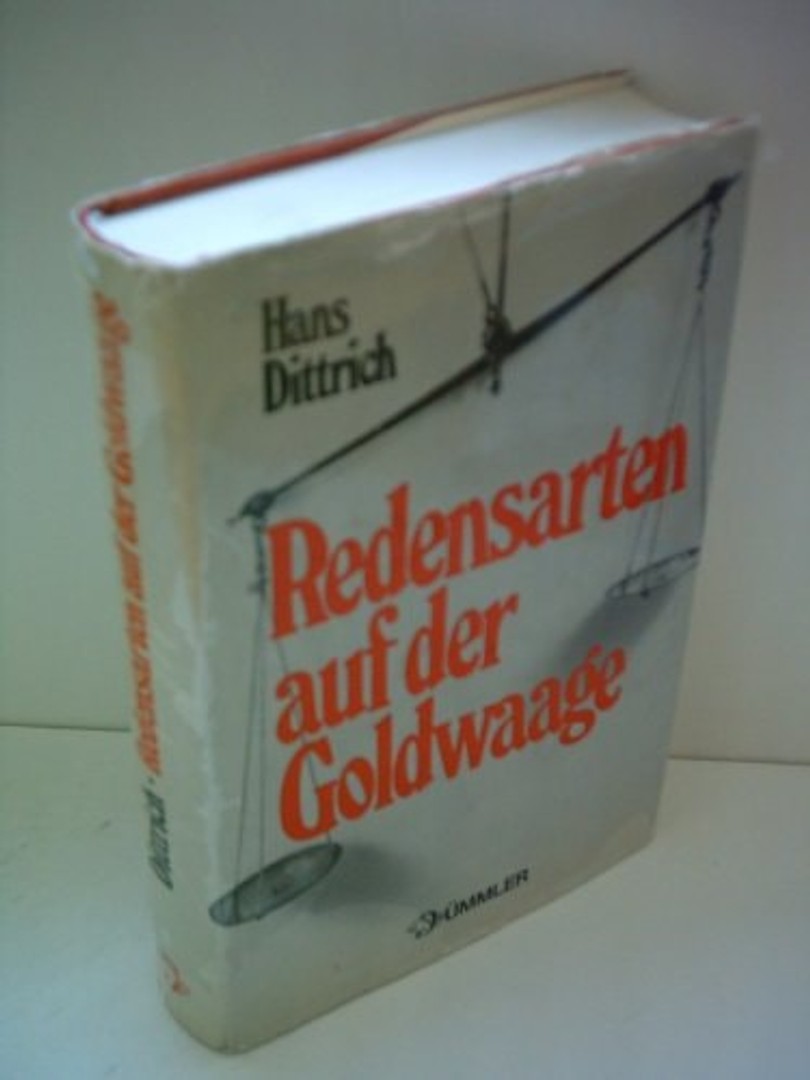 Hans
Dittrich
Redensarten
auf der
Goldwaage
DÜMMLER
Dittrich · Redensarten auf der Goldwaage